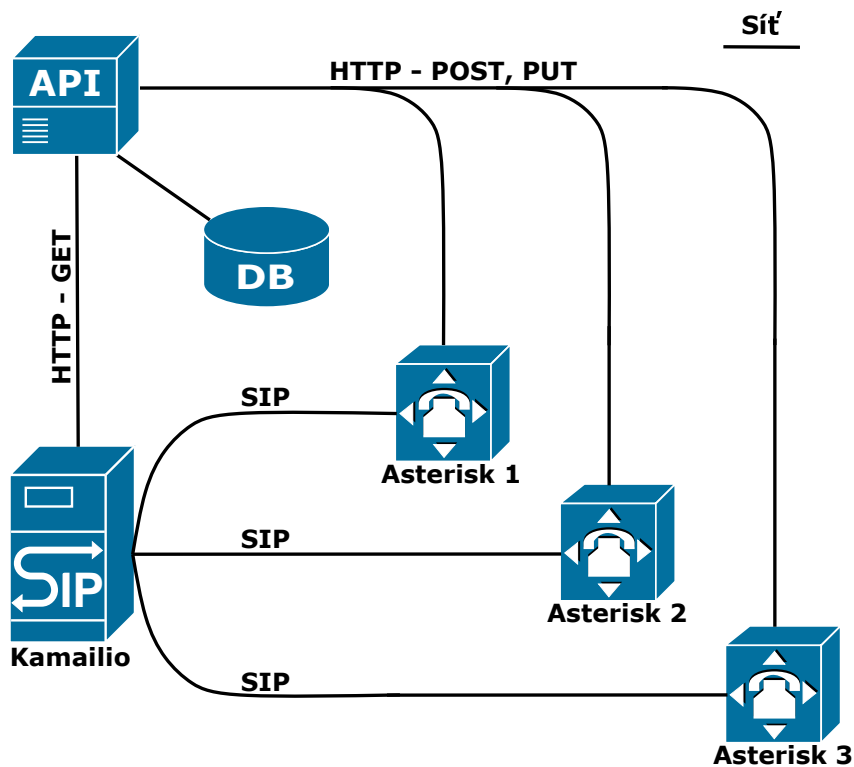 Síť
HTTP - POST, PUT
API
DB
HTTP - GET
SIP
Asterisk 1
SIP
Asterisk 2
SIP
Kamailio
SIP
Asterisk 3